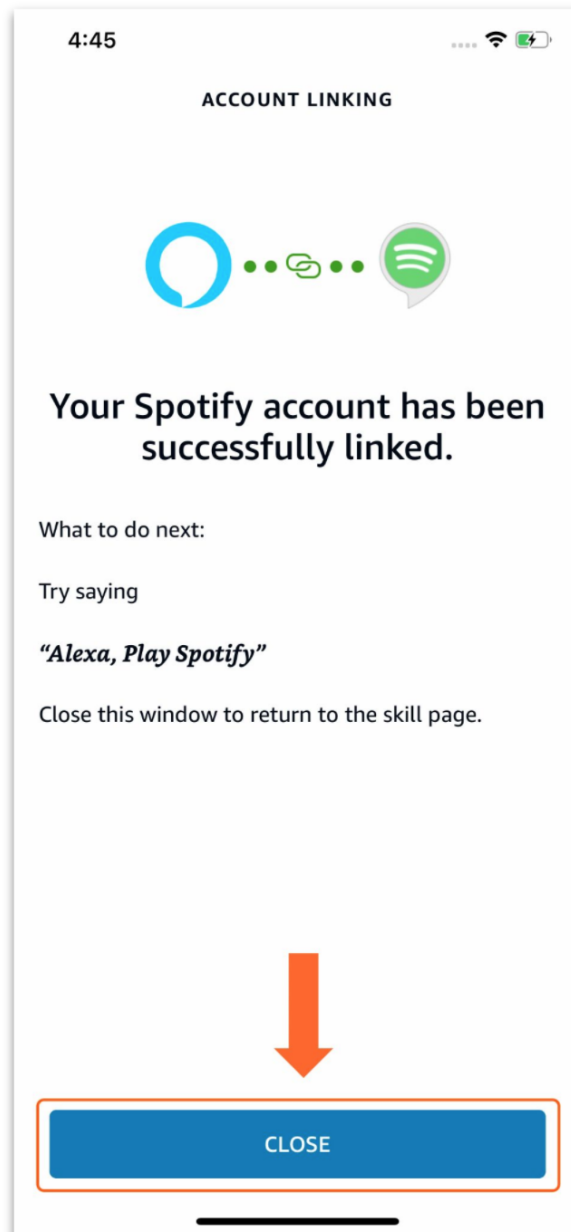 4:45
ACCOUNT LINKING
Your Spotify account has been
successfully linked.
What to do next:
Try saying
“Alexa, Play Spotify”
Close this window to return to the skill page.
CLOSE